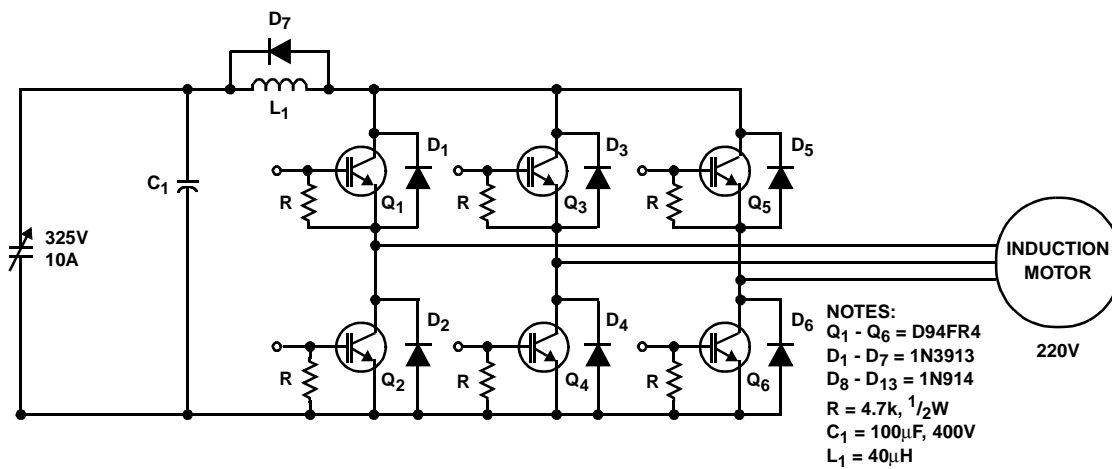 D7
L1
C1
325V
10A
D1
R
Q1
D3
R
Q3
D5
R
Q5
D2
R
Q2
D4
R
Q4
D6
R
Q6
INDUCTION
MOTOR
220V
NOTES:
Q1 - Q6 = D94FR4
D1 - D7 = 1N3913
D8 - D13 = 1N914
R = 4.7k, 1/2W
C1 = 100μF, 400V
L1 = 40μH